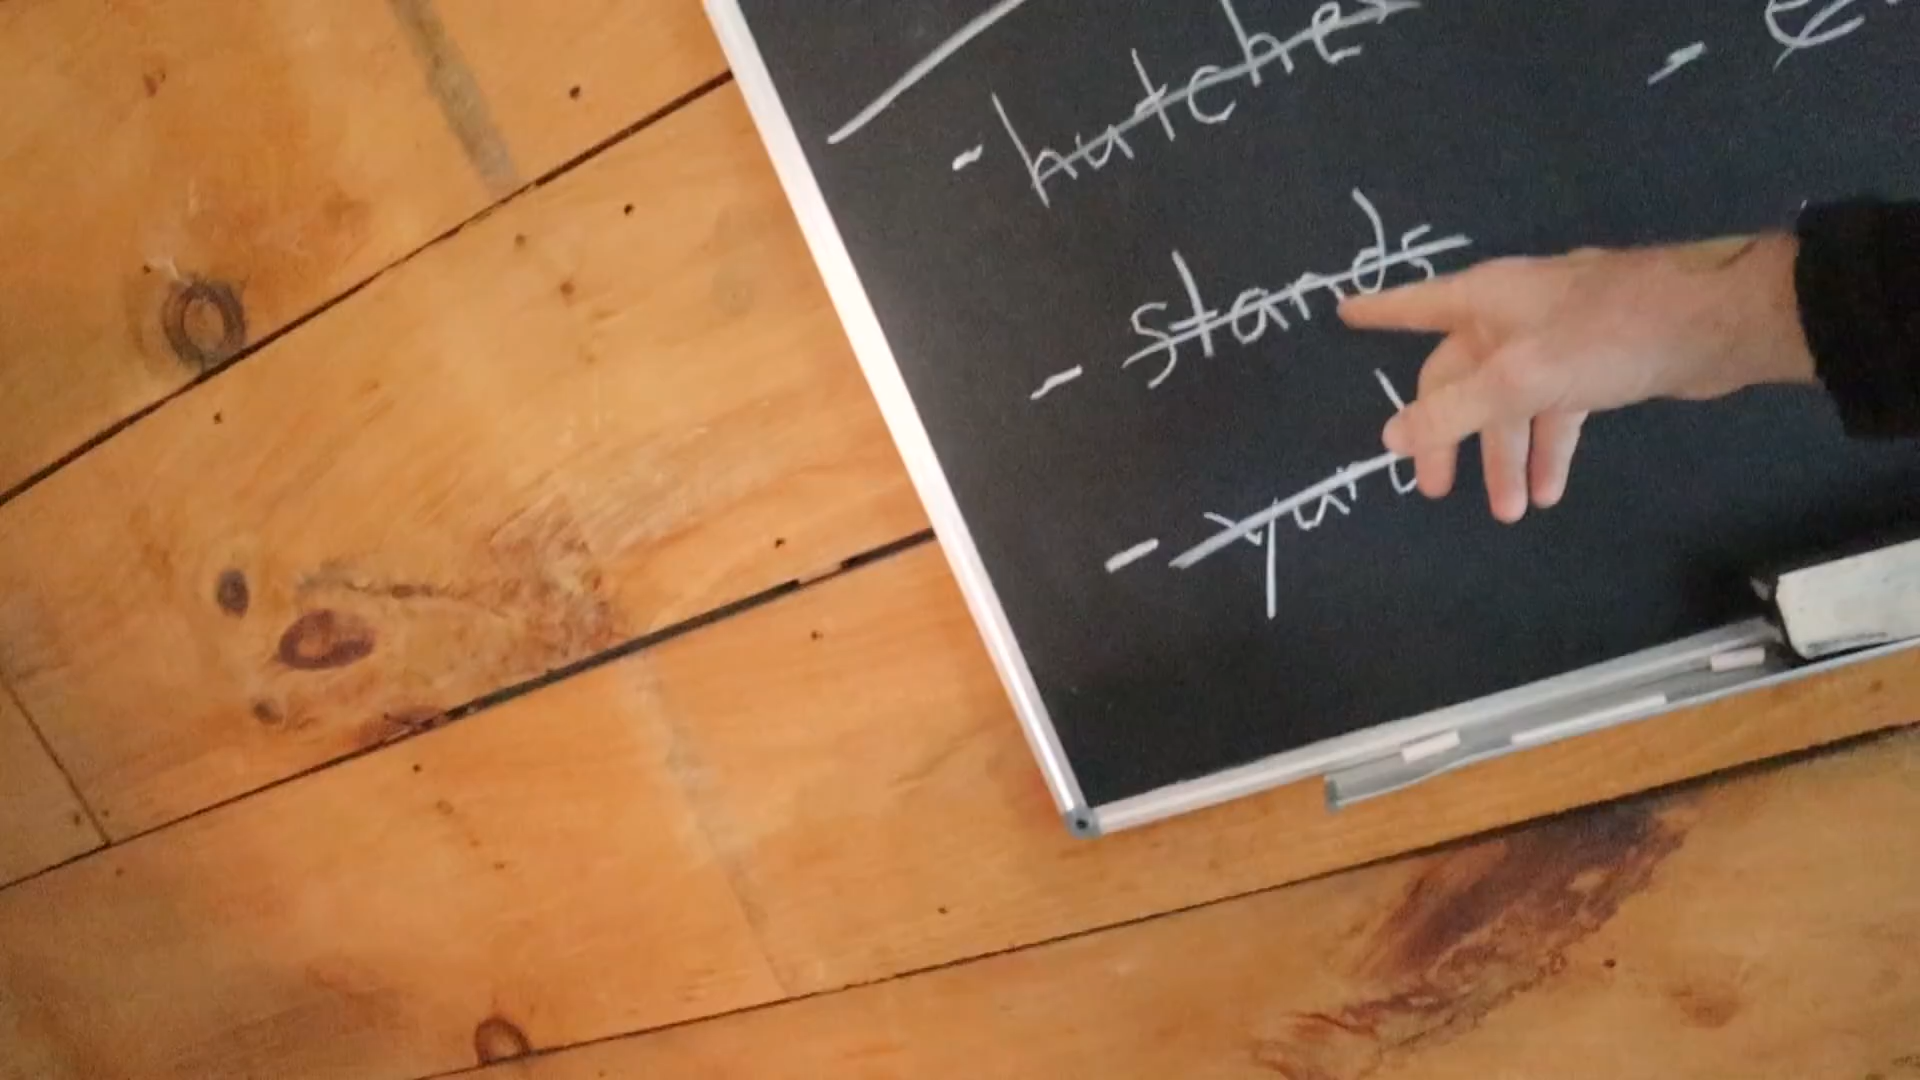 - hutches
- stands
- yard